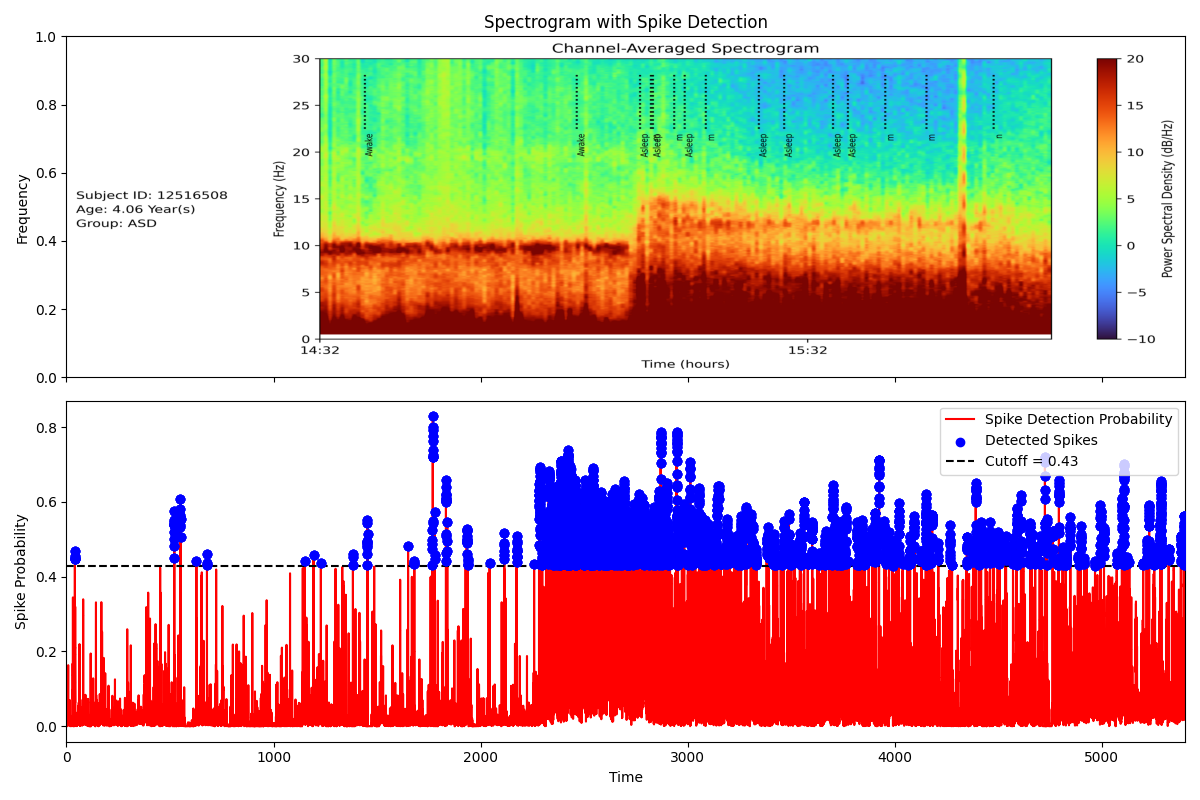 Spectrogram with Spike Detection
Channel-Averaged Spectrogram
1.0
0.8
0.6
0.4
0.2
0.0
Frequency
Subject ID: 12516508
Age: 4.06 Year(s)
Group: ASD
30
25
20
15
10
5
0
Frequency (Hz)
Awake
Awake
Asleep
Asleep
m
Asleep
m
Asleep
Asleep
Asleep
Asleep
m
m
n
14:32
15:32
Time (hours)
20
15
10
5
0
−5
−10
Power Spectral Density (dB/Hz)
Spike Detection Probability
Detected Spikes
Cutoff = 0.43
0.8
0.6
0.4
0.2
0.0
Spike Probability
0
1000
2000
3000
4000
5000
Time